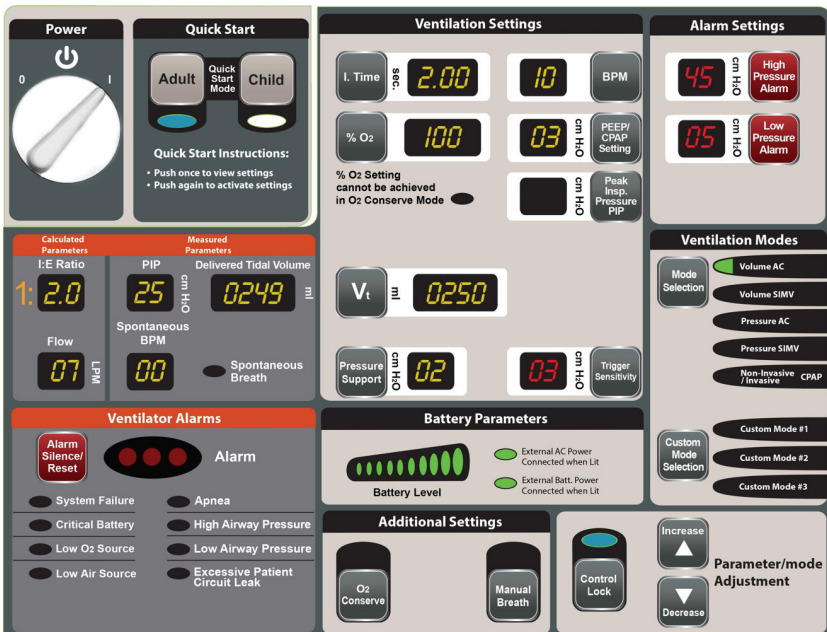 Power
0
I
Quick Start
Adult
Quick
Start
Mode
Child
Quick Start Instructions:
• Push once to view settings
• Push again to activate settings
Ventilation Settings
I. Time
sec.
2.00
10
BPM
% O2
100
03
cm H2O
PEEP/
CPAP
Setting
% O2 Setting
cannot be achieved
in O2 Conserve Mode
cm H2O
Peak
Insp.
Pressure
PIP
Vt
ml
0250
Pressure
Support
cm H2O
02
03
cm H2O
Trigger
Sensitivity
Alarm Settings
45
cm H2O
High
Pressure
Alarm
05
cm H2O
Low
Pressure
Alarm
Calculated
Parameters
Measured
Parameters
I:E Ratio
1: 2.0
PIP
25
cm H2O
Delivered Tidal Volume
0249
ml
Flow
07
LPM
Spontaneous
BPM
00
Spontaneous
Breath
Ventilation Modes
Mode
Selection
Volume AC
Volume SIMV
Pressure AC
Pressure SIMV
Non-Invasive
/ Invasive CPAP
Custom
Mode
Selection
Custom Mode #1
Custom Mode #2
Custom Mode #3
Ventilator Alarms
Alarm
Silence/
Reset
Alarm
System Failure
Apnea
Critical Battery
High Airway Pressure
Low O2 Source
Low Airway Pressure
Low Air Source
Excessive Patient
Circuit Leak
Battery Parameters
Battery Level
External AC Power
Connected when Lit
External Batt. Power
Connected when Lit
Additional Settings
O2
Conserve
Manual
Breath
Control
Lock
Increase
Decrease
Parameter/mode
Adjustment